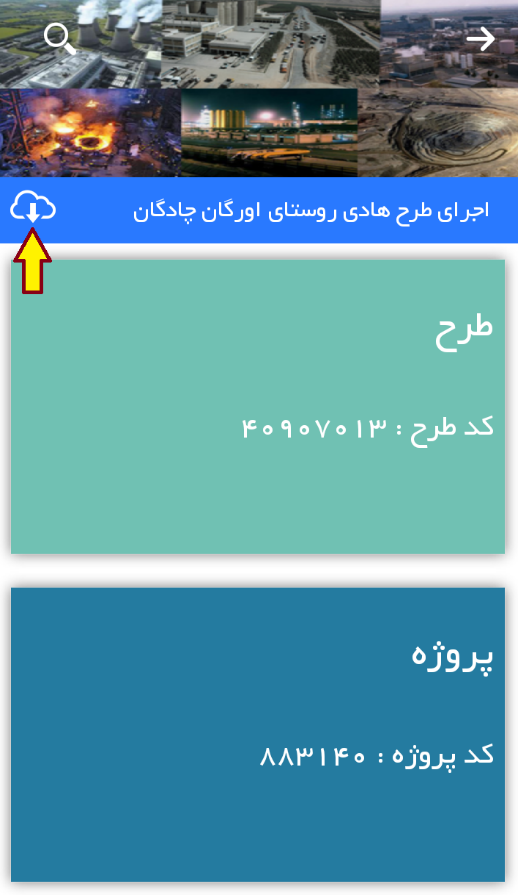 اجرای طرح هادی روستای اورگان چادگان
طرح
کد طرح : ۴۰۹۰۷۰۱۳
پروژه
کد پروژه : ۸۸۳۱۴۰